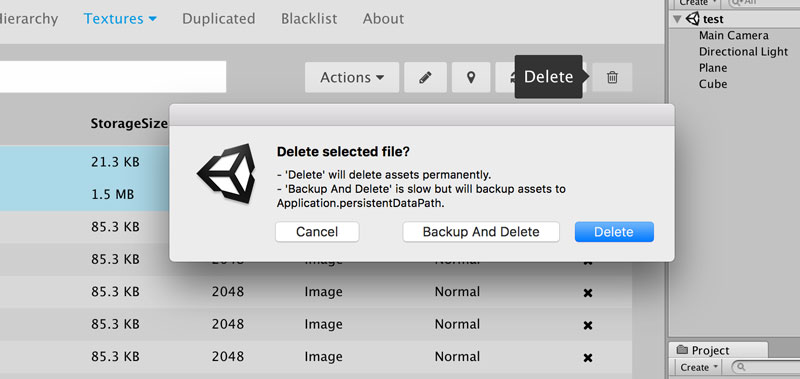 Hierarchy Textures Duplicated Blacklist About
Actions
Delete
StorageSize
21.3 KB
1.5 MB
85.3 KB
85.3 KB
85.3 KB 2048 Image Normal
85.3 KB 2048 Image Normal
85.3 KB 2048 Image Normal
Delete selected file?
- 'Delete' will delete assets permanently.
- 'Backup And Delete' is slow but will backup assets to
Application.persistentDataPath.
Cancel Backup And Delete Delete
Create All
test
Main Camera
Directional Light
Plane
Cube
Project
Create